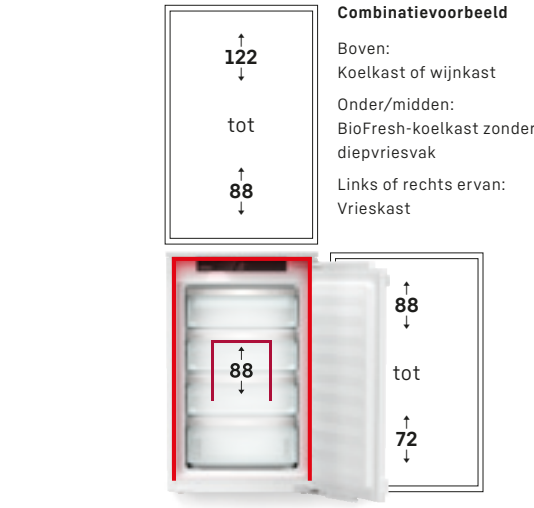 122
tot
88
Combinatievoorbeeld
Boven:
Koelkast of wijnkast
Onder/midden:
BioFresh-koelkast zonder
diepvriesvak
Links of rechts ervan:
Vrieskast
88
88
tot
72